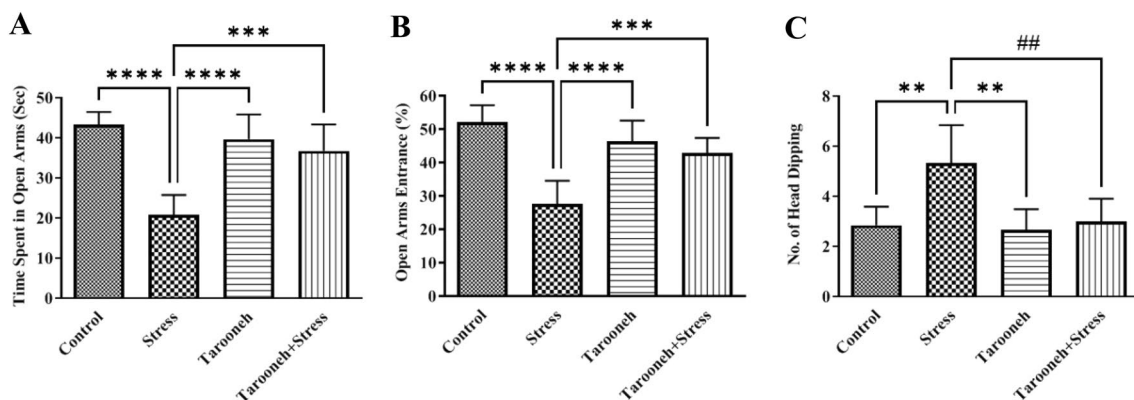 A
Time Spent in Open Arms (Sec)
50
40
30
20
10
0
****
****
***
Control
Stress
Tarooneh
Tarooneh+Stress
B
Open Arms Entrance (%)
60
50
40
30
20
10
0
****
****
***
Control
Stress
Tarooneh
Tarooneh+Stress
C
No. of Head Dipping
8
6
4
2
0
**
**
##
Control
Stress
Tarooneh
Tarooneh+Stress